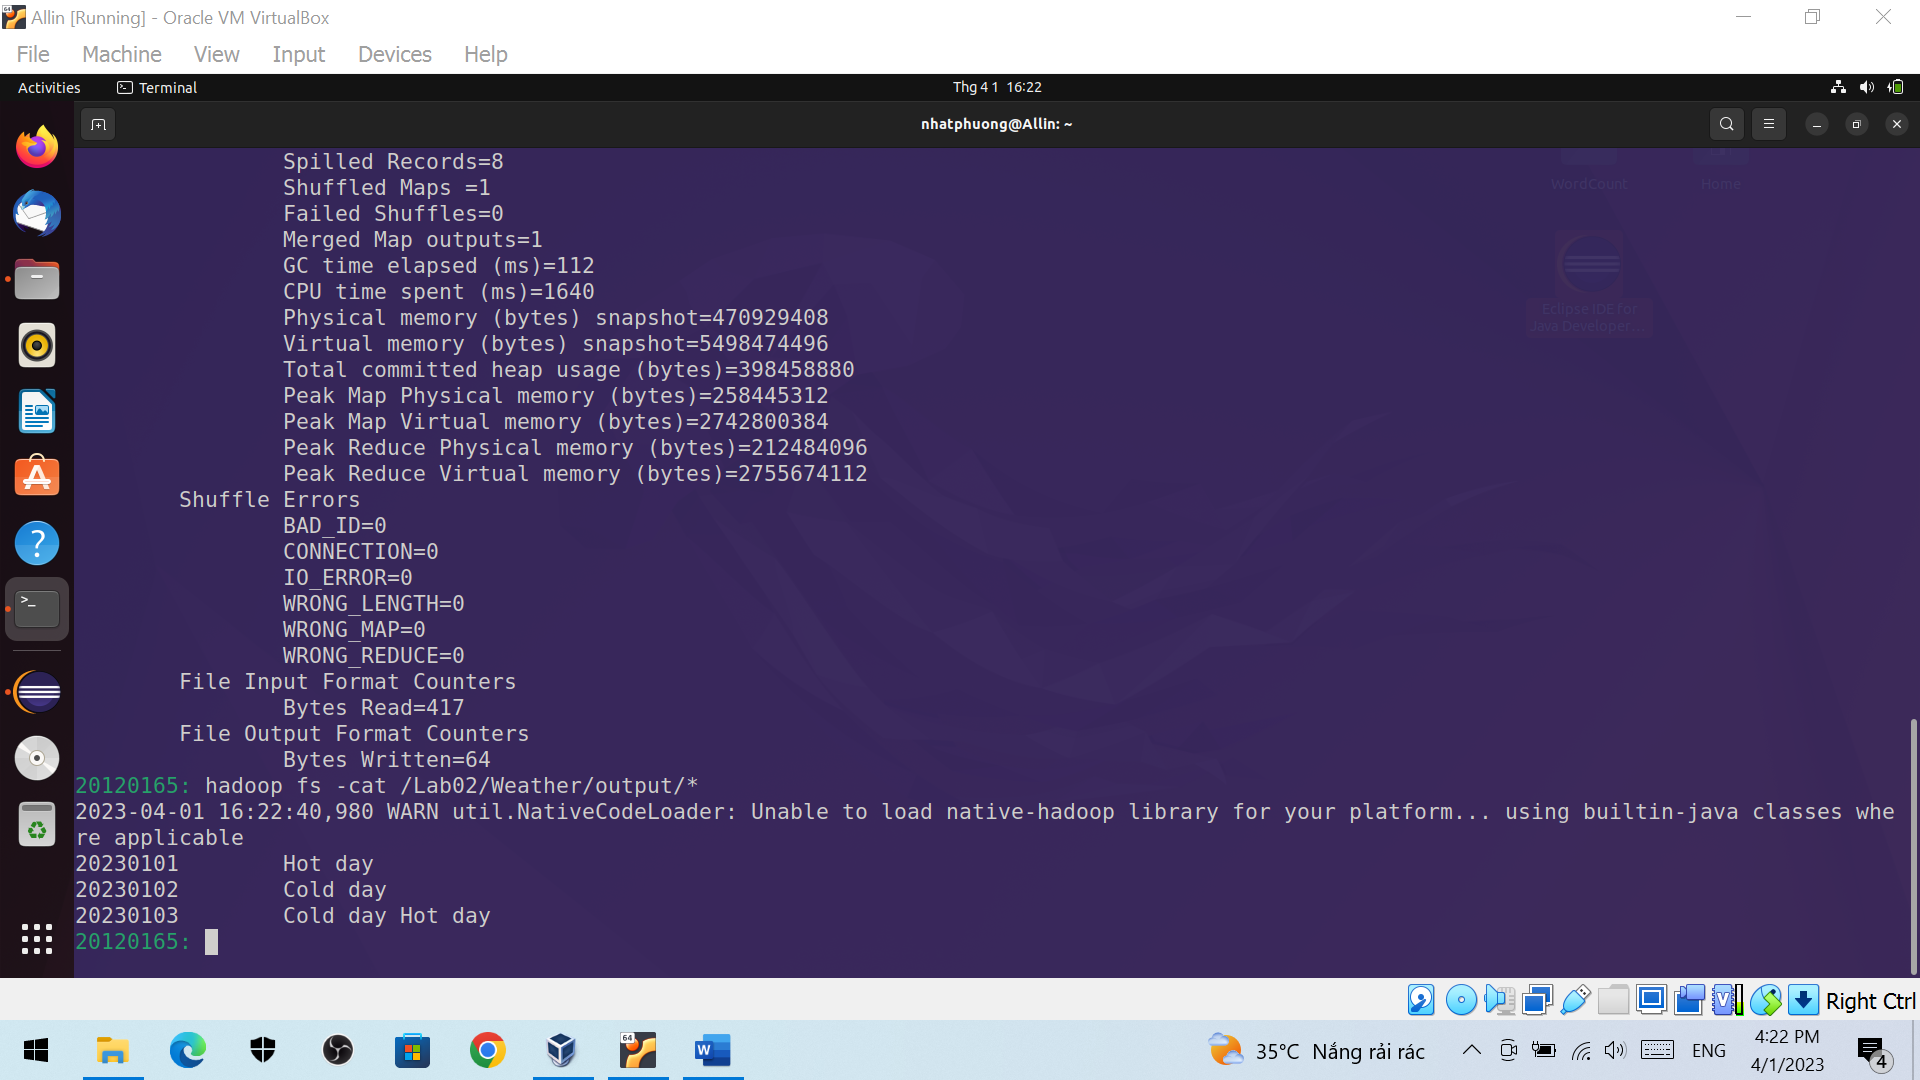 Allin [Running] - Oracle VM VirtualBox
File Machine View Input Devices Help
Activities Terminal Thg 4 1 16:22
nhatphuong@Allin: ~
WordCount Home
Eclipse IDE for
Java Developer...
Spilled Records=8
Shuffled Maps =1
Failed Shuffles=0
Merged Map outputs=1
GC time elapsed (ms)=112
CPU time spent (ms)=1640
Physical memory (bytes) snapshot=470929408
Virtual memory (bytes) snapshot=5498474496
Total committed heap usage (bytes)=398458880
Peak Map Physical memory (bytes)=258445312
Peak Map Virtual memory (bytes)=2742800384
Peak Reduce Physical memory (bytes)=212484096
Peak Reduce Virtual memory (bytes)=2755674112
Shuffle Errors
BAD_ID=0
CONNECTION=0
IO_ERROR=0
WRONG_LENGTH=0
WRONG_MAP=0
WRONG_REDUCE=0
File Input Format Counters
Bytes Read=417
File Output Format Counters
Bytes Written=64
20120165: hadoop fs -cat /Lab02/Weather/output/*
2023-04-01 16:22:40,980 WARN util.NativeCodeLoader: Unable to load native-hadoop library for your platform... using builtin-java classes whe
re applicable
20230101 Hot day
20230102 Cold day
20230103 Cold day Hot day
20120165:
Right Ctrl
64
35°C Nắng rải rác
ENG
4:22 PM
4/1/2023
4